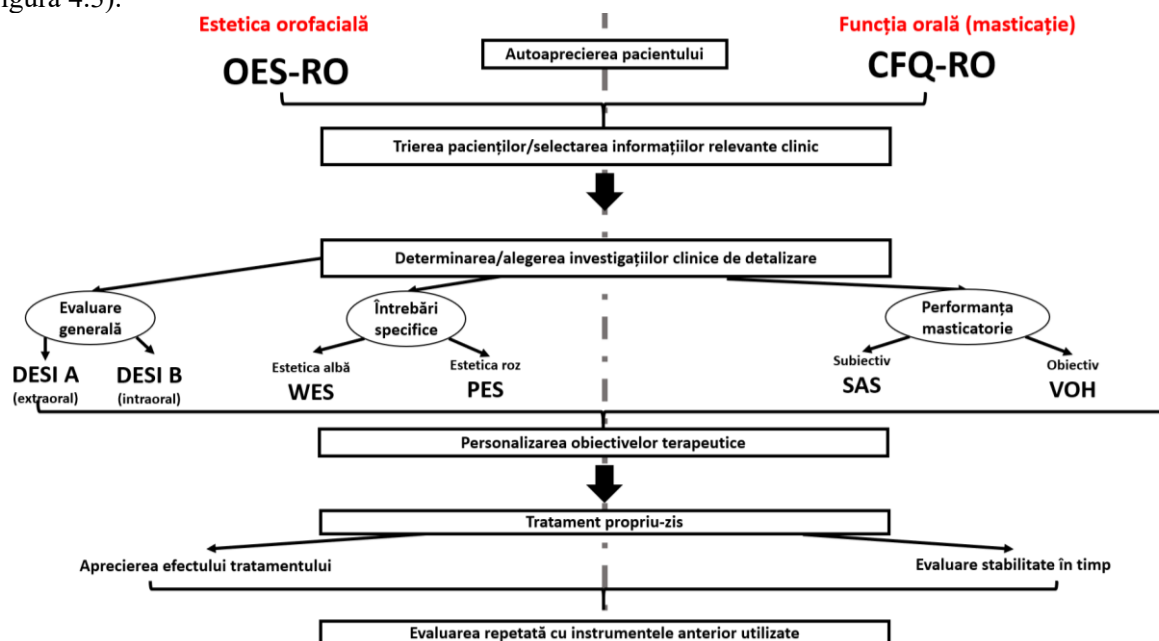 igura 4.3).
Estetica orofacială
Funcția orală (masticație)
Autoaprecierea pacientului
OES-RO
CFQ-RO
Trierea pacienților/selectarea informațiilor relevante clinic
Determinarea/alegerea investigațiilor clinice de detalizare
Evaluare
generală
Întrebări
specifice
Performanța
masticatorie
DESI A
(extraoral)
DESI B
(intraoral)
Estetica albă
WES
Estetica roz
PES
Subiectiv
SAS
Obiectiv
VOH
Personalizarea obiectivelor terapeutice
Tratament propriu-zis
Aprecierea efectului tratamentului
Evaluare stabilitate în timp
Evaluarea repetată cu instrumentele anterior utilizate